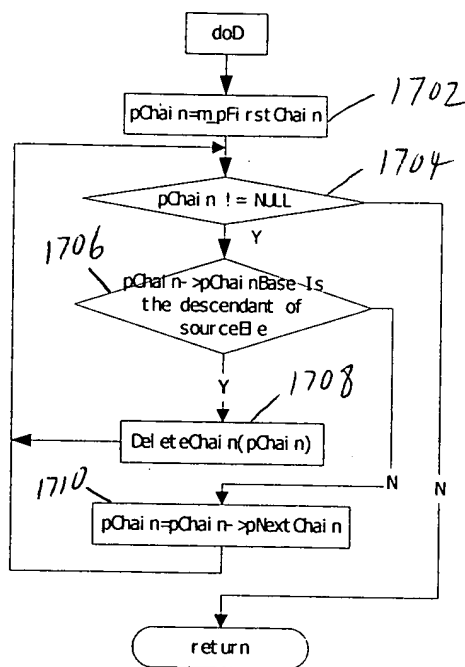 doD
pChain=m_pFirstChain
1702
1704
pChain != NULL
Y
1706
pChain->pChainBase Is
the descendant of
sourceEle
Y
1708
DeleteChain(pChain)
N
N
1710
pChain=pChain->pNextChain
return